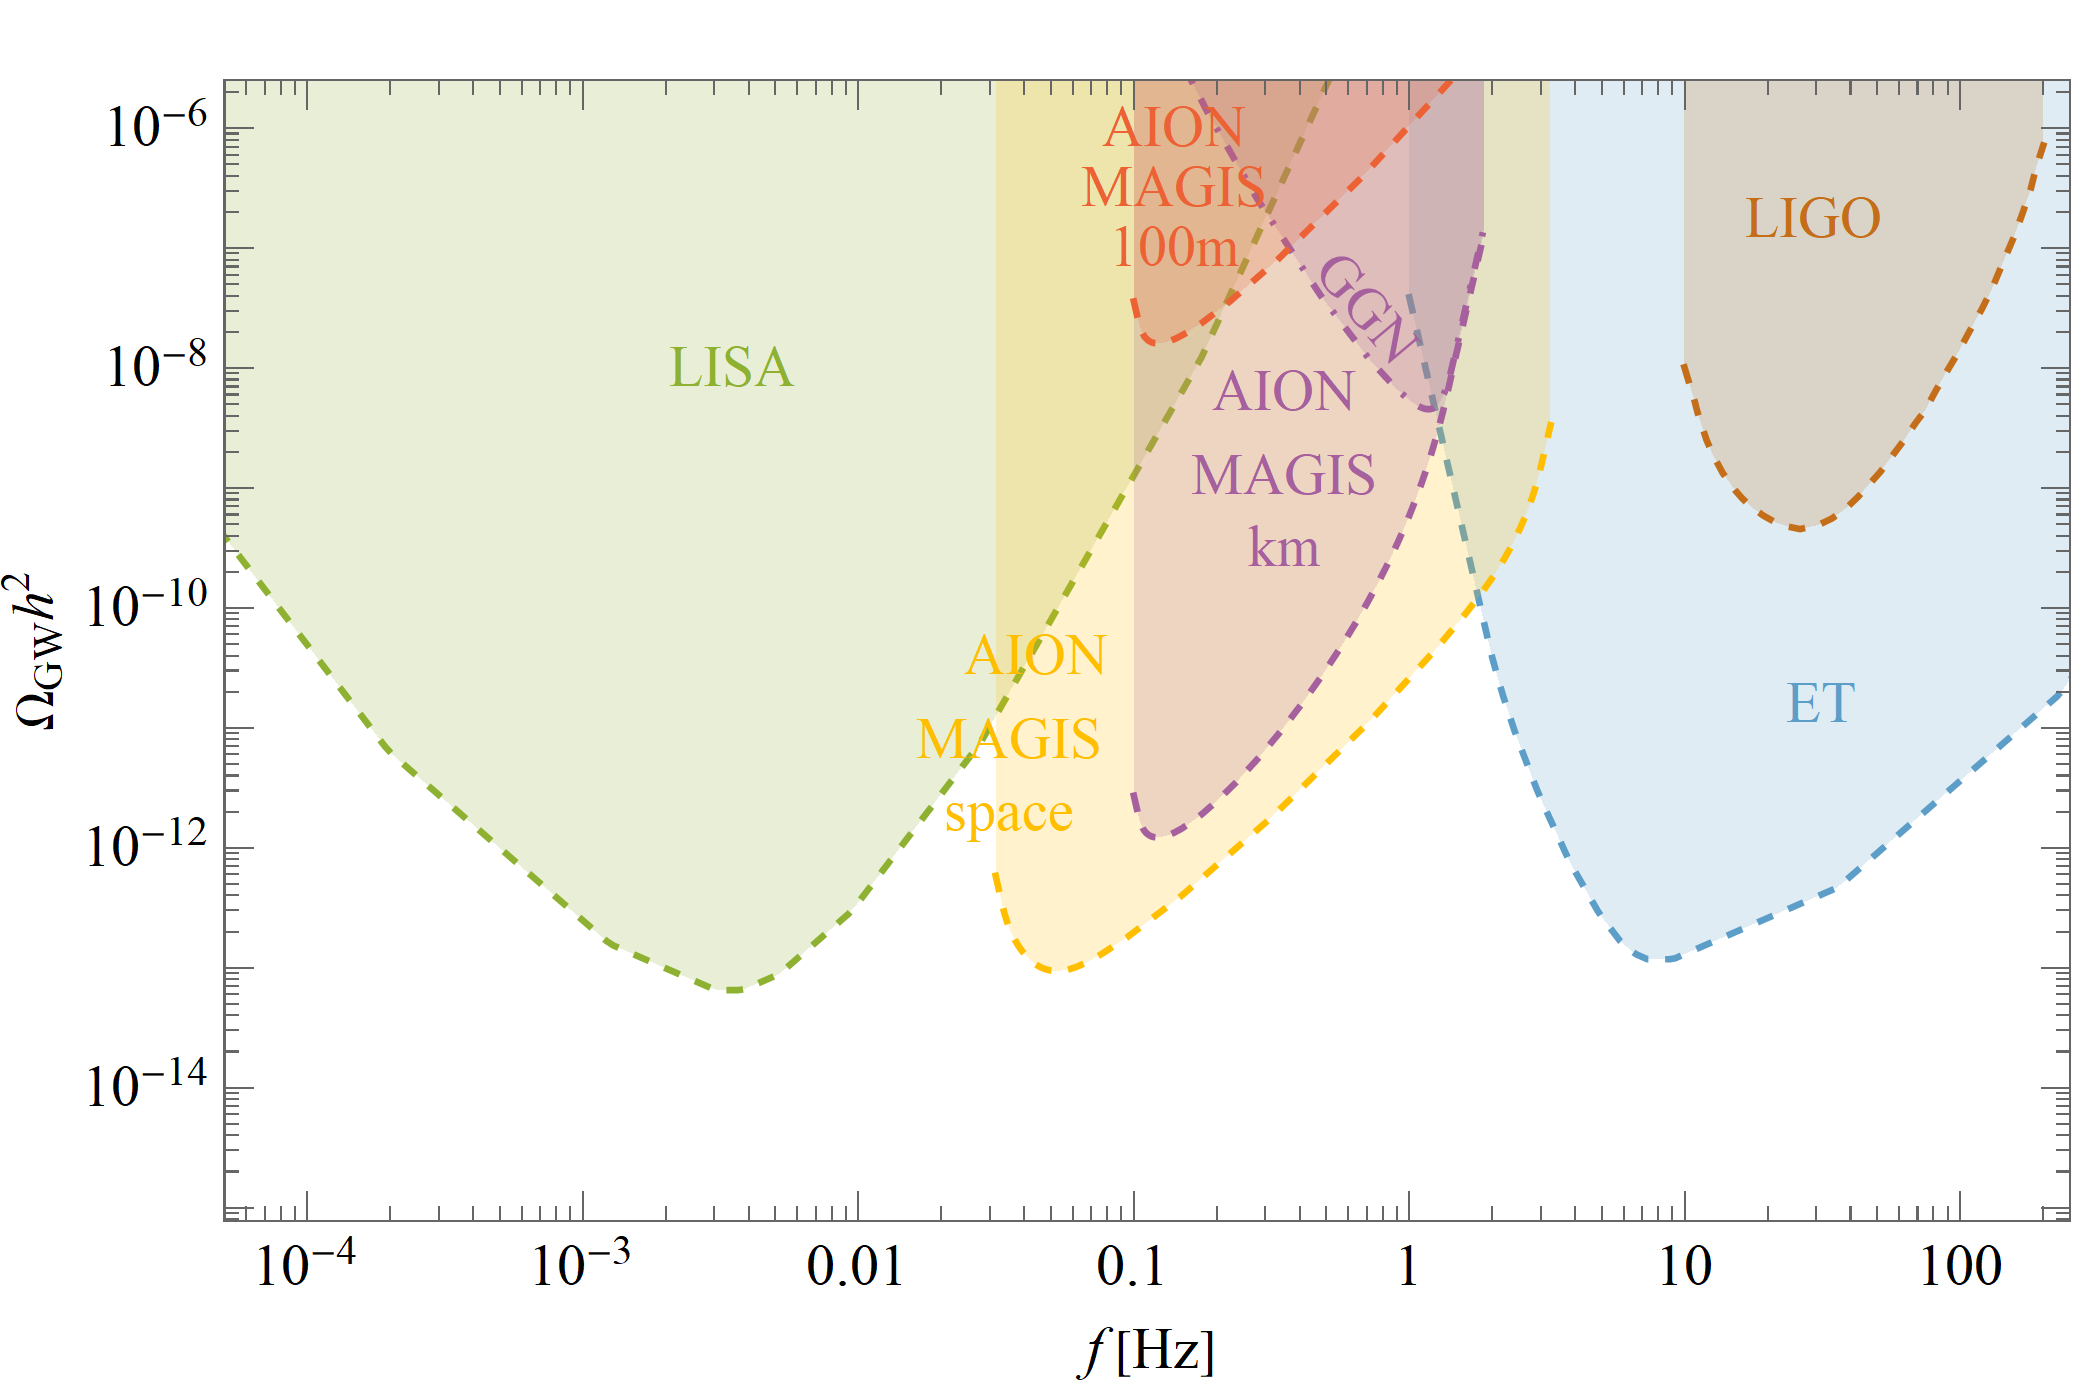 10⁻⁶
10⁻⁸
10⁻¹⁰
10⁻¹²
10⁻¹⁴
Ω_GW h²
AION
MAGIS
100m
GGN
LIGO
LISA
AION
MAGIS
km
AION
MAGIS
space
ET
10⁻⁴
10⁻³
0.01
0.1
1
10
100
f [Hz]